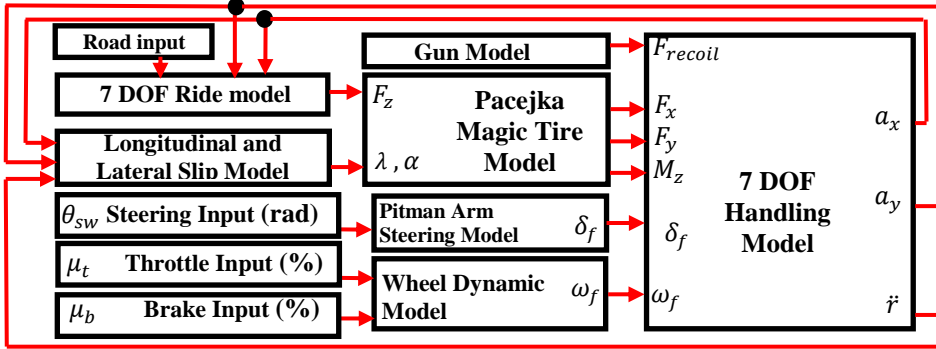 Road input
Gun Model
F_recoil
7 DOF Ride model
F_z
Pacejka
Magic Tire
Model
F_x
F_y
M_z
a_x
Longitudinal and
Lateral Slip Model
λ , α
7 DOF
Handling
Model
a_y
θ_sw Steering Input (rad)
Pitman Arm
Steering Model
δ_f
δ_f
μ_t Throttle Input (%)
Wheel Dynamic
Model
ω_f
ω_f
r̈
μ_b Brake Input (%)